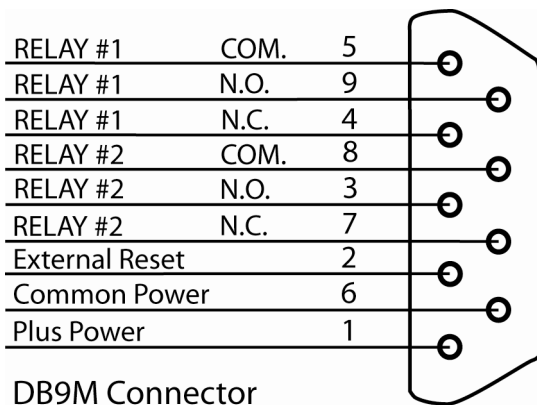 RELAY #1 COM. 5
RELAY #1 N.O. 9
RELAY #1 N.C. 4
RELAY #2 COM. 8
RELAY #2 N.O. 3
RELAY #2 N.C. 7
External Reset 2
Common Power 6
Plus Power 1
DB9M Connector